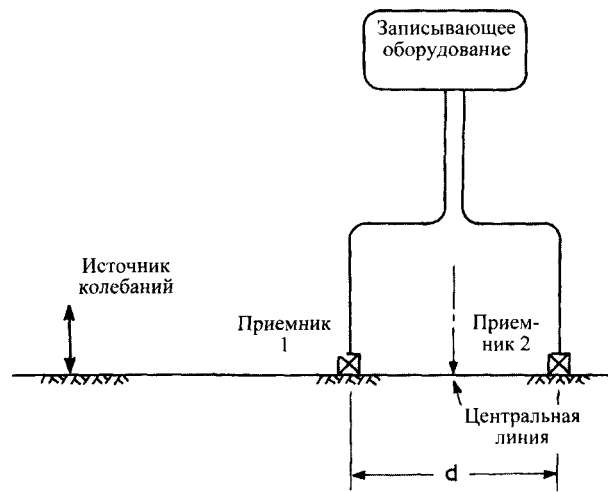 Записывающее
оборудование
Источник
колебаний
Приемник
1
Прием-
ник 2
Центральная
линия
d